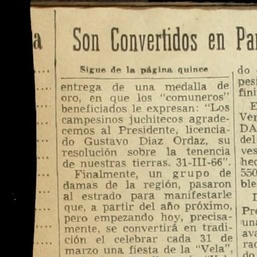 Son Convertidos en Pa
Sigue de la página quince
entrega de una medalla de
oro, en que los "comuneros"
beneficiados le expresan: "Los
campesinos juchitecos agrade-
cemos al Presidente, licencia-
do Gustavo Díaz Ordaz, su
resolución sobre la tenencia
de nuestras tierras. 31-III-66".
Finalmente, un grupo de
damas de la región, pasaron
al estrado para manifestarle
que, a partir del año próximo,
pero empezando hoy, precisa-
mente, se convertirá en tradi-
ción el celebrar cada 31 de
marzo una fiesta de la "Vela",